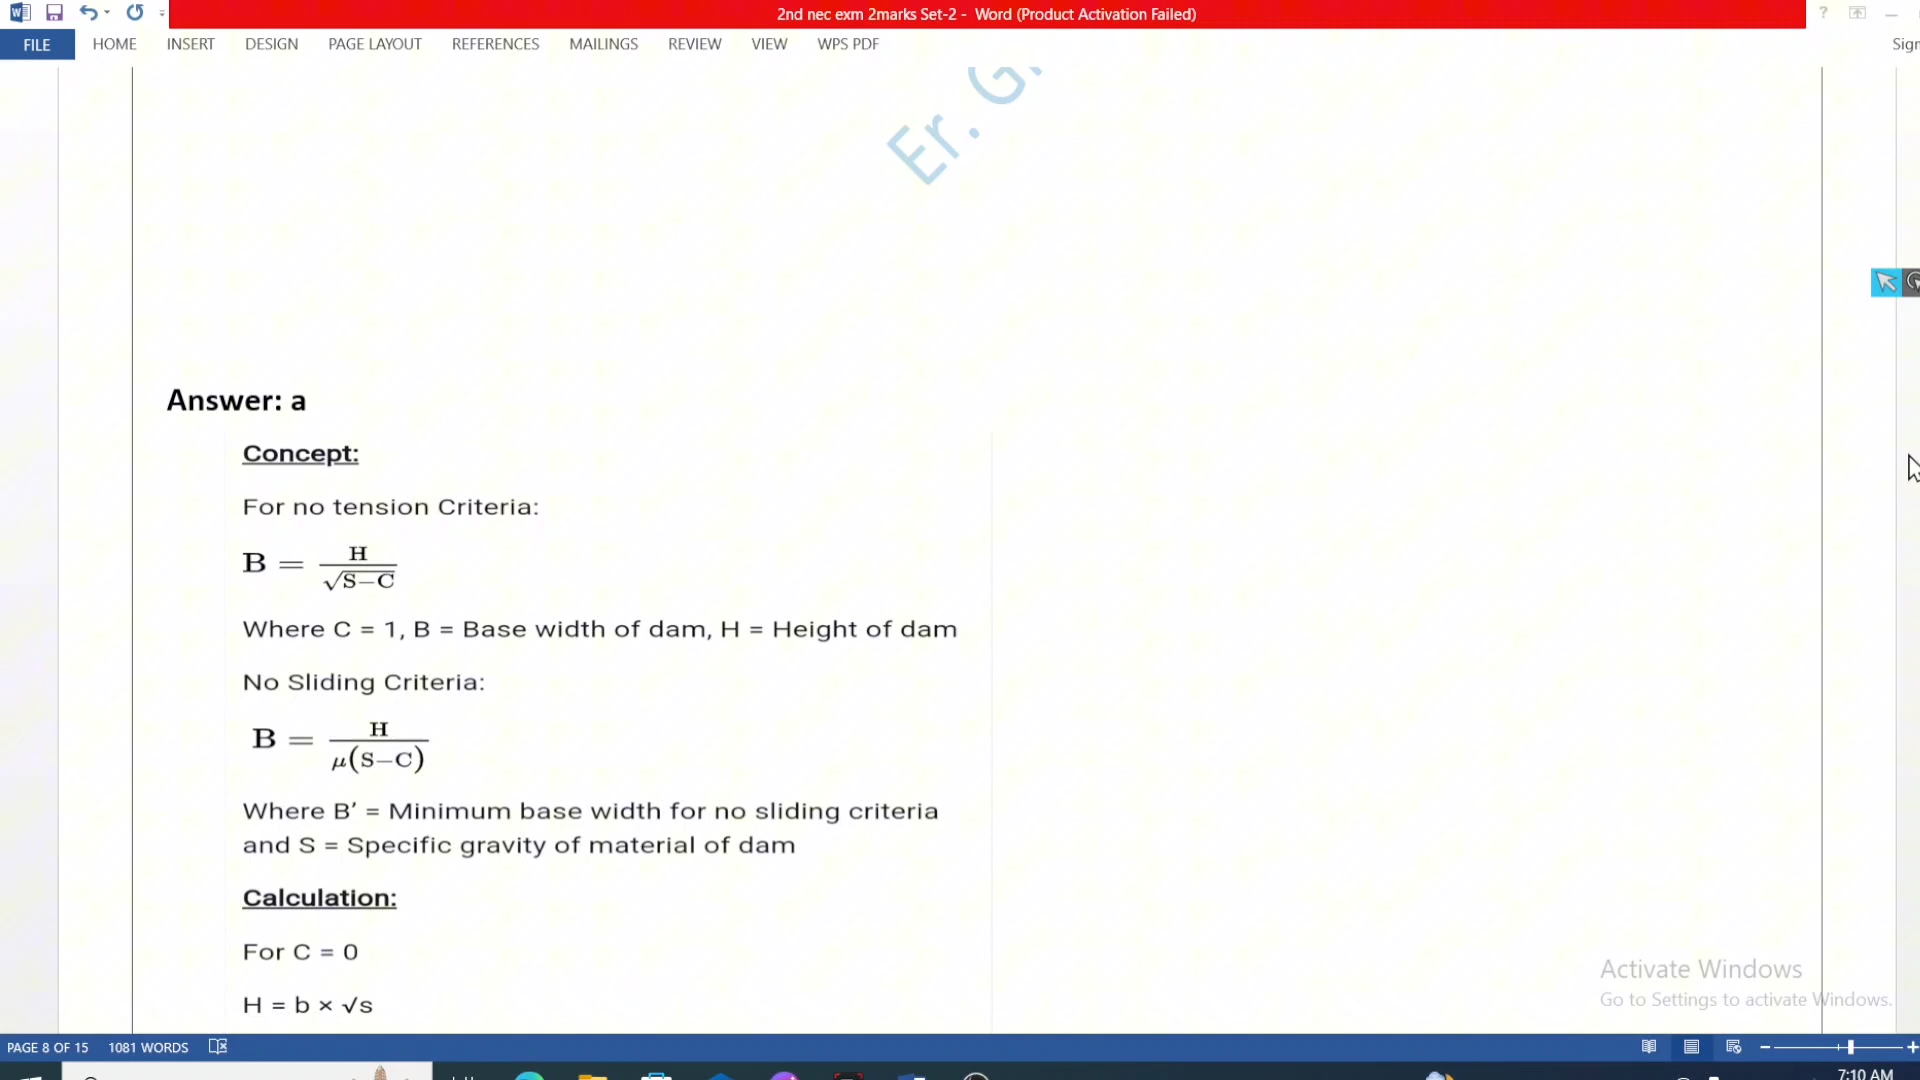 2nd nec exm 2marks Set-2 - Word (Product Activation Failed)
FILE HOME INSERT DESIGN PAGE LAYOUT REFERENCES MAILINGS REVIEW VIEW WPS PDF Sign
Er. G
Answer: a
Concept:
For no tension Criteria:
B = H / √(S−C)
Where C = 1, B = Base width of dam, H = Height of dam
No Sliding Criteria:
B = H / μ(S−C)
Where B′ = Minimum base width for no sliding criteria
and S = Specific gravity of material of dam
Calculation:
For C = 0
H = b × √s
Activate Windows
Go to Settings to activate Windows.
PAGE 8 OF 15 1081 WORDS
7:10 AM